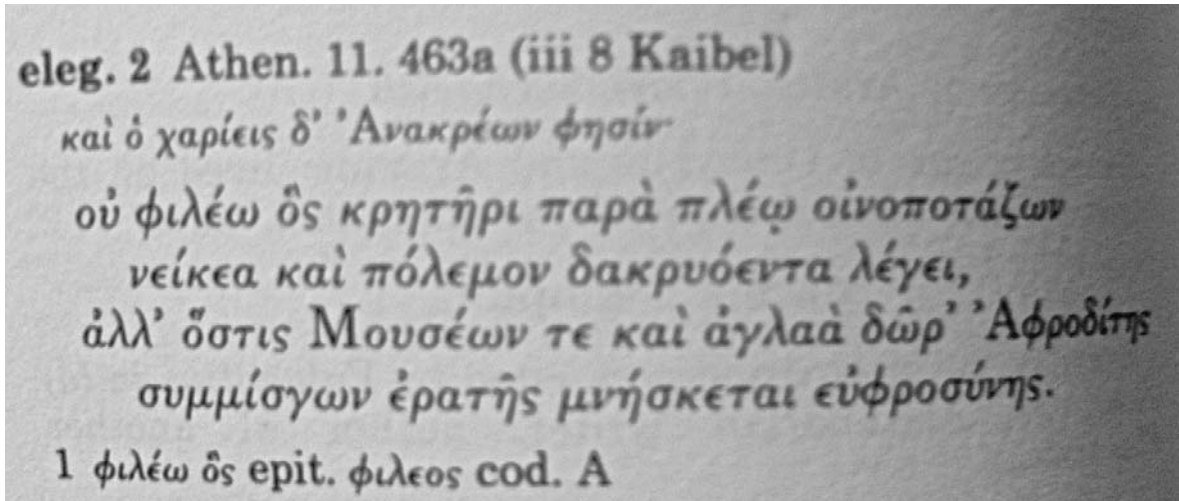 eleg. 2 Athen. 11. 463a (iii 8 Kaibel)
καὶ ὁ χαρίεις δ’ Ἀνακρέων φησίν·
οὐ φιλέω ὃς κρητῆρι παρὰ πλέῳ οἰνοποτάζων
νείκεα καὶ πόλεμον δακρυόεντα λέγει,
ἀλλ’ ὅστις Μουσέων τε καὶ ἀγλαὰ δῶρ’ Ἀφροδίτης
συμμίσγων ἐρατῆς μνήσκεται εὐφροσύνης.
1 φιλέω ὃς epit. φιλεος cod. A